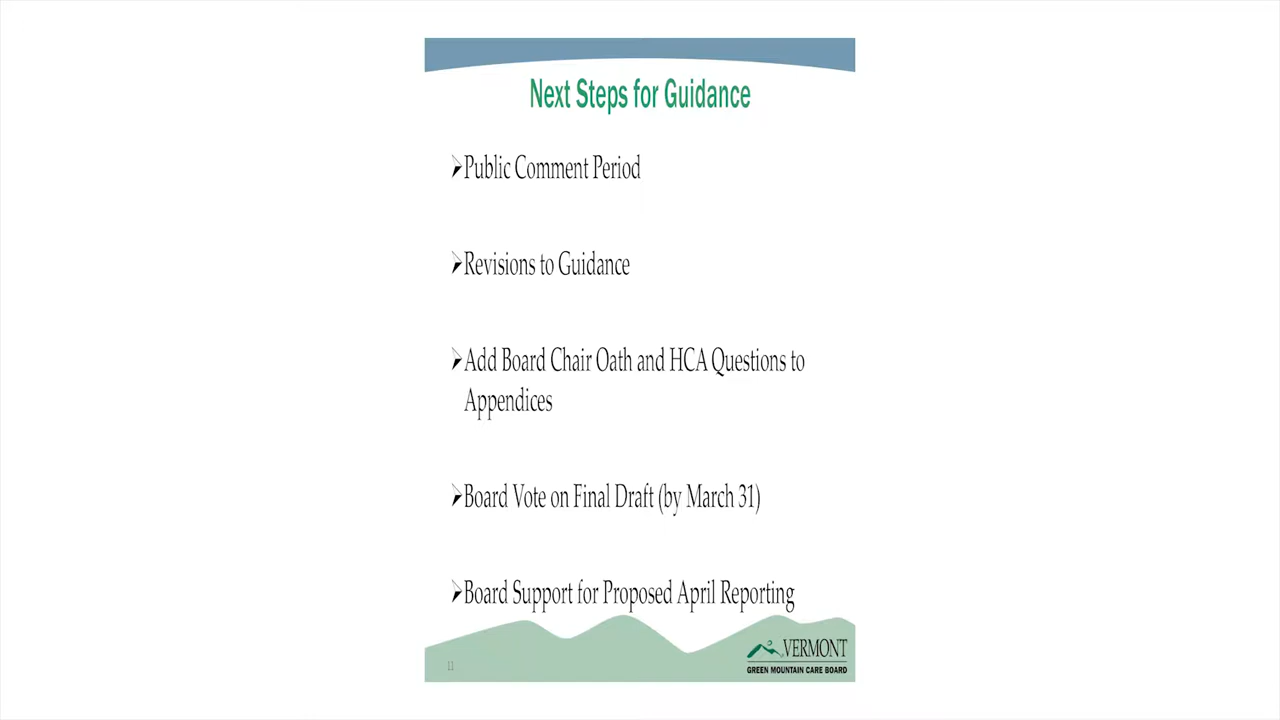 Next Steps for Guidance
➢Public Comment Period
➢Revisions to Guidance
➢Add Board Chair Oath and HCA Questions to
Appendices
➢Board Vote on Final Draft (by March 31)
➢Board Support for Proposed April Reporting
11
VERMONT
GREEN MOUNTAIN CARE BOARD